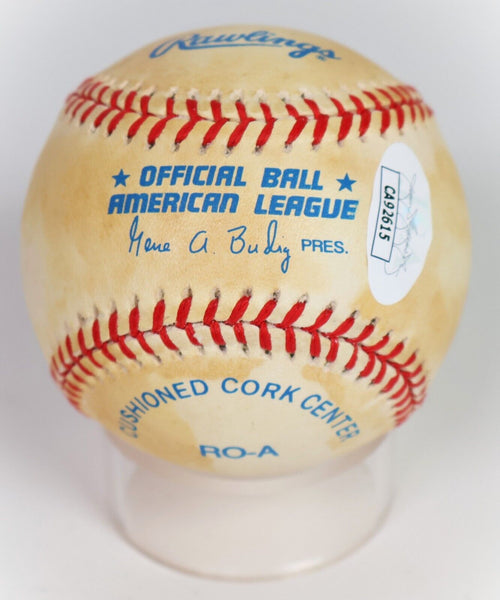 Rawlings
★ OFFICIAL BALL ★
AMERICAN LEAGUE
Gene A. Budig PRES.
CA92615
CUSHIONED CORK CENTER
RO-A